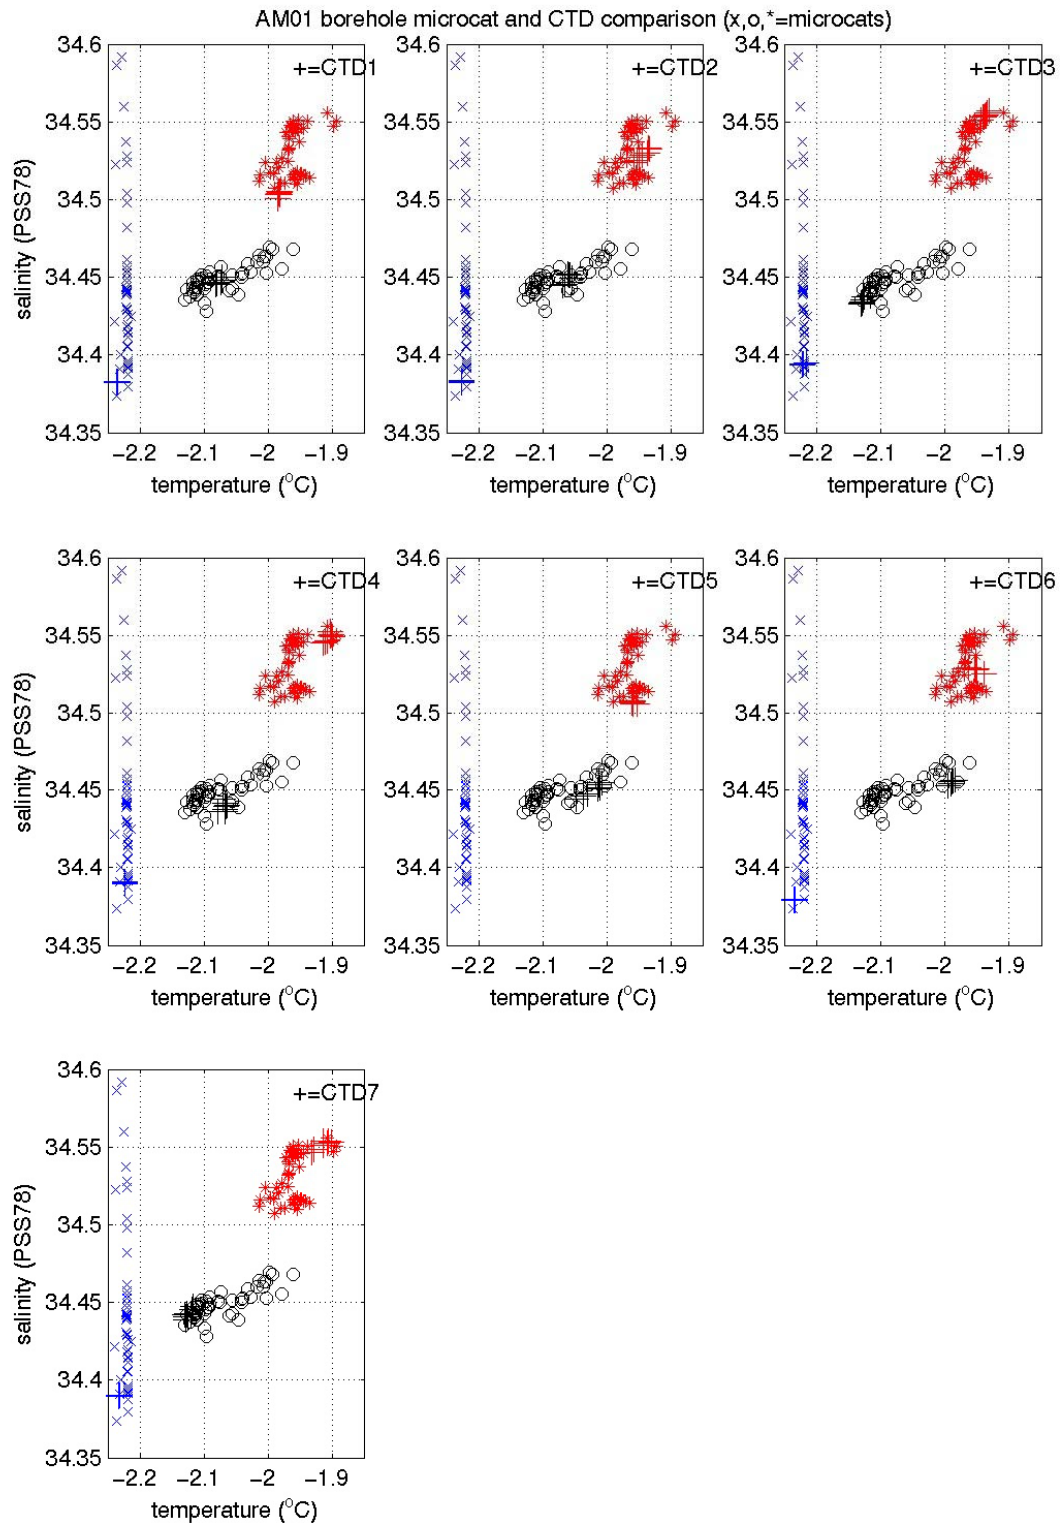 AM01 borehole microcat and CTD comparison (x,o,*=microcats)
34.6
34.55
34.5
34.45
34.4
34.35
salinity (PSS78)
+=CTD1
−2.2 −2.1 −2 −1.9
temperature (°C)
34.6
34.55
34.5
34.45
34.4
34.35
+=CTD2
−2.2 −2.1 −2 −1.9
temperature (°C)
34.6
34.55
34.5
34.45
34.4
34.35
+=CTD3
−2.2 −2.1 −2 −1.9
temperature (°C)
34.6
34.55
34.5
34.45
34.4
34.35
salinity (PSS78)
+=CTD4
−2.2 −2.1 −2 −1.9
temperature (°C)
34.6
34.55
34.5
34.45
34.4
34.35
+=CTD5
−2.2 −2.1 −2 −1.9
temperature (°C)
34.6
34.55
34.5
34.45
34.4
34.35
+=CTD6
−2.2 −2.1 −2 −1.9
temperature (°C)
34.6
34.55
34.5
34.45
34.4
34.35
salinity (PSS78)
+=CTD7
−2.2 −2.1 −2 −1.9
temperature (°C)